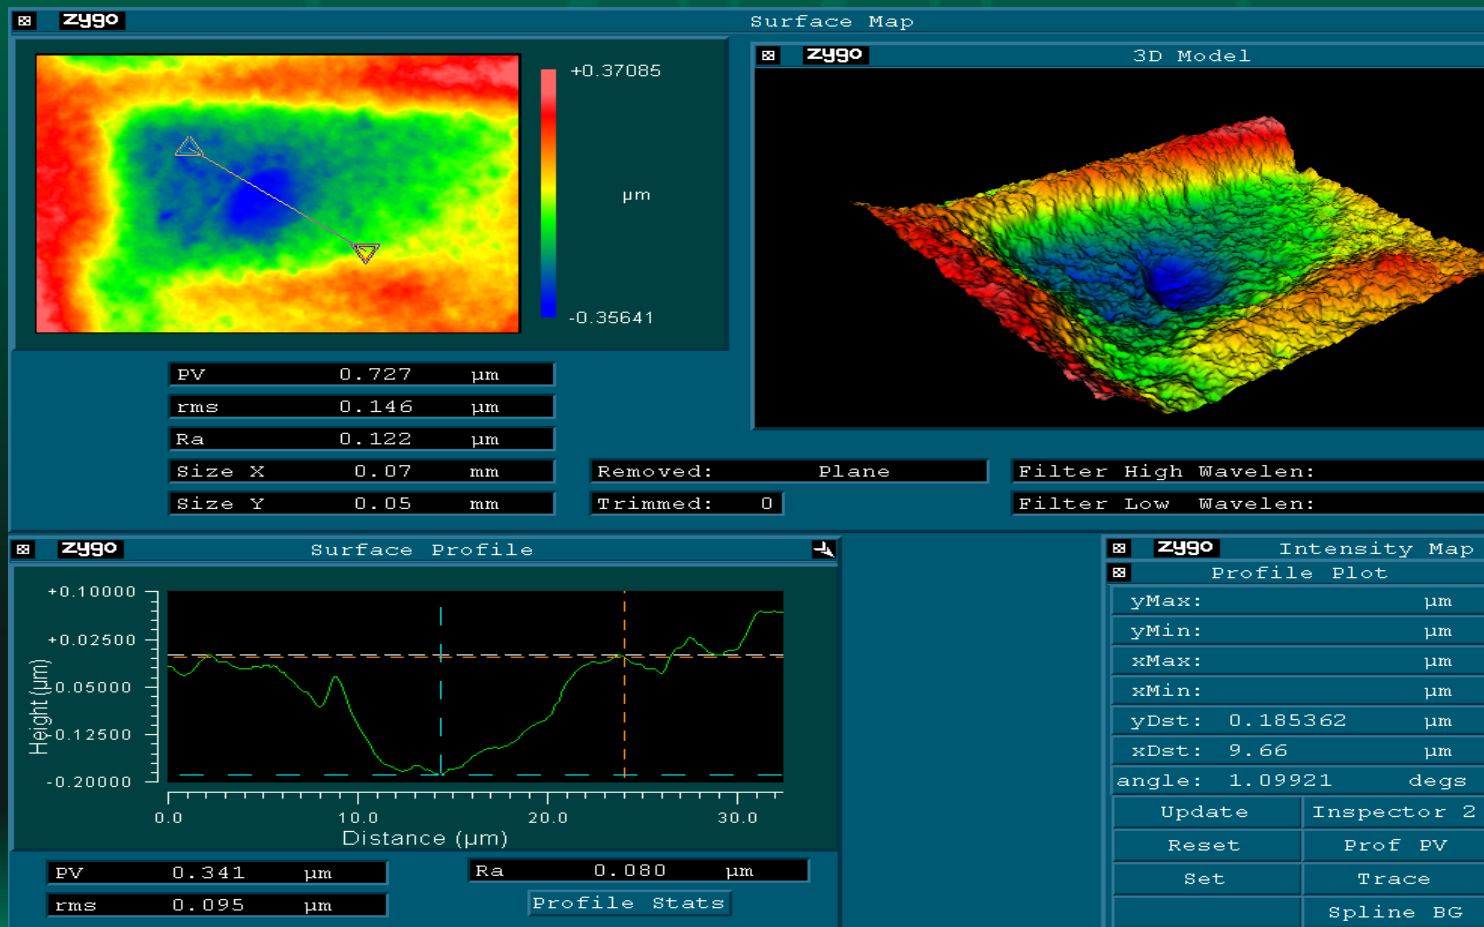 zygo Surface Map
+0.37085
µm
-0.35641
zygo 3D Model
PV 0.727 µm
rms 0.146 µm
Ra 0.122 µm
Size X 0.07 mm
Size Y 0.05 mm
Removed: Plane
Trimmed: 0
Filter High Wavelen:
Filter Low Wavelen:
zygo Surface Profile
+0.10000
+0.02500
-0.05000
-0.12500
-0.20000
Height (µm)
0.0 10.0 20.0 30.0
Distance (µm)
PV 0.341 µm
rms 0.095 µm
Ra 0.080 µm
Profile Stats
zygo Intensity Map
Profile Plot
yMax: µm
yMin: µm
xMax: µm
xMin: µm
yDst: 0.185362 µm
xDst: 9.66 µm
angle: 1.09921 degs
Update Inspector 2
Reset Prof PV
Set Trace
Spline BG